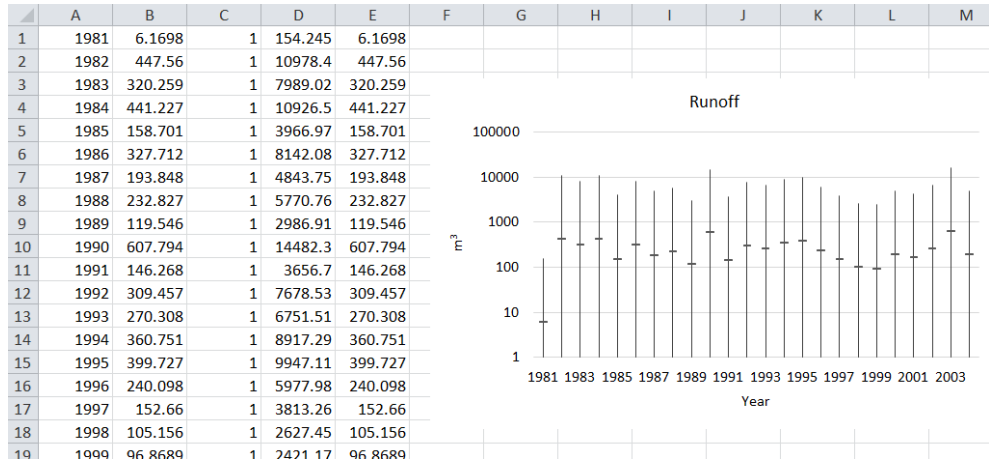 A B C D E F G H I J K L M
1 1981 6.1698 1 154.245 6.1698
2 1982 447.56 1 10978.4 447.56
3 1983 320.259 1 7989.02 320.259
4 1984 441.227 1 10926.5 441.227
5 1985 158.701 1 3966.97 158.701
6 1986 327.712 1 8142.08 327.712
7 1987 193.848 1 4843.75 193.848
8 1988 232.827 1 5770.76 232.827
9 1989 119.546 1 2986.91 119.546
10 1990 607.794 1 14482.3 607.794
11 1991 146.268 1 3656.7 146.268
12 1992 309.457 1 7678.53 309.457
13 1993 270.308 1 6751.51 270.308
14 1994 360.751 1 8917.29 360.751
15 1995 399.727 1 9947.11 399.727
16 1996 240.098 1 5977.98 240.098
17 1997 152.66 1 3813.26 152.66
18 1998 105.156 1 2627.45 105.156
19 1999 96.8689 1 2421.17 96.8689
Runoff
100000
10000
1000
100
10
1
m³
1981 1983 1985 1987 1989 1991 1993 1995 1997 1999 2001 2003
Year